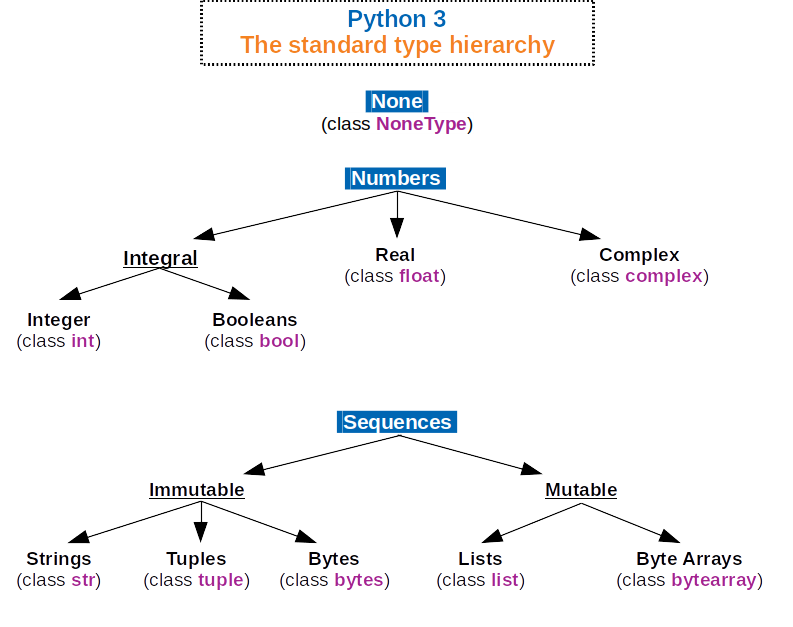 Python 3
The standard type hierarchy
None
(class NoneType)
Numbers
Integral
Real
(class float)
Complex
(class complex)
Integer
(class int)
Booleans
(class bool)
Sequences
Immutable
Mutable
Strings
(class str)
Tuples
(class tuple)
Bytes
(class bytes)
Lists
(class list)
Byte Arrays
(class bytearray)